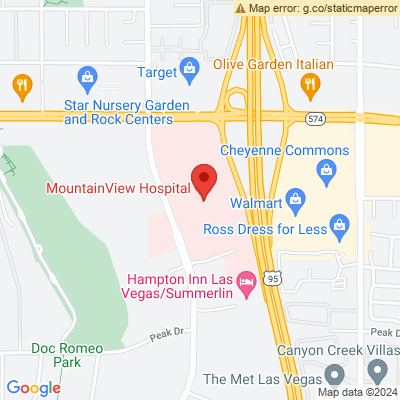 Map error: g.co/staticmaperror
Olive Garden Italian
Target
Star Nursery Garden
and Rock Centers
574
Cheyenne Commons
MountainView Hospital
Walmart
Ross Dress for Less
95
Hampton Inn Las
Vegas/Summerlin
Peak Dr
Peak Dr
Doc Romeo
Park
Canyon Creek Villas
The Met Las Vegas
Google
Map data ©2024